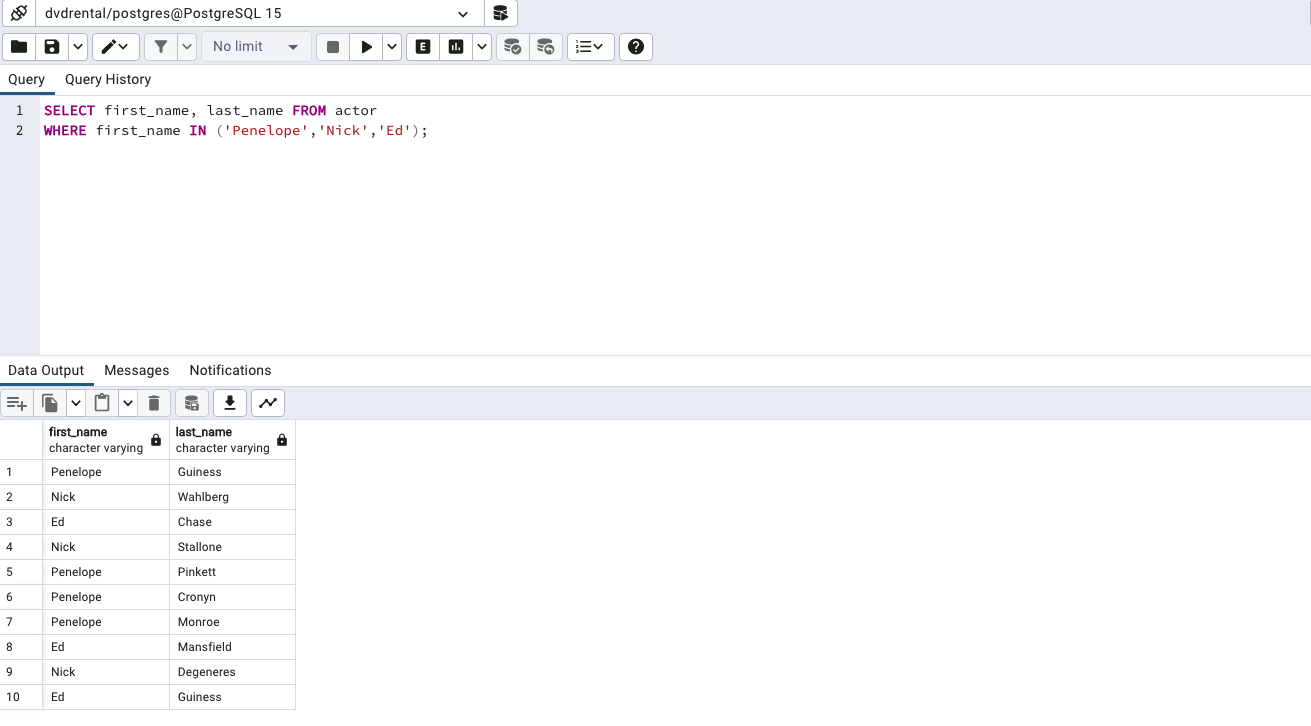 dvdrental/postgres@PostgreSQL 15
No limit
E
?
Query Query History
1 SELECT first_name, last_name FROM actor
2 WHERE first_name IN ('Penelope','Nick','Ed');
Data Output Messages Notifications
first_name last_name
character varying character varying
1 Penelope Guiness
2 Nick Wahlberg
3 Ed Chase
4 Nick Stallone
5 Penelope Pinkett
6 Penelope Cronyn
7 Penelope Monroe
8 Ed Mansfield
9 Nick Degeneres
10 Ed Guiness